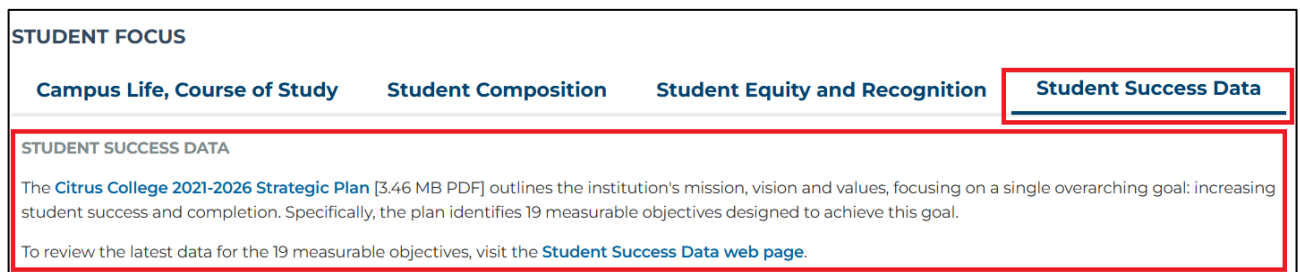 STUDENT FOCUS
Campus Life, Course of Study Student Composition Student Equity and Recognition Student Success Data
STUDENT SUCCESS DATA
The Citrus College 2021-2026 Strategic Plan [3.46 MB PDF] outlines the institution's mission, vision and values, focusing on a single overarching goal: increasing
student success and completion. Specifically, the plan identifies 19 measurable objectives designed to achieve this goal.
To review the latest data for the 19 measurable objectives, visit the Student Success Data web page.